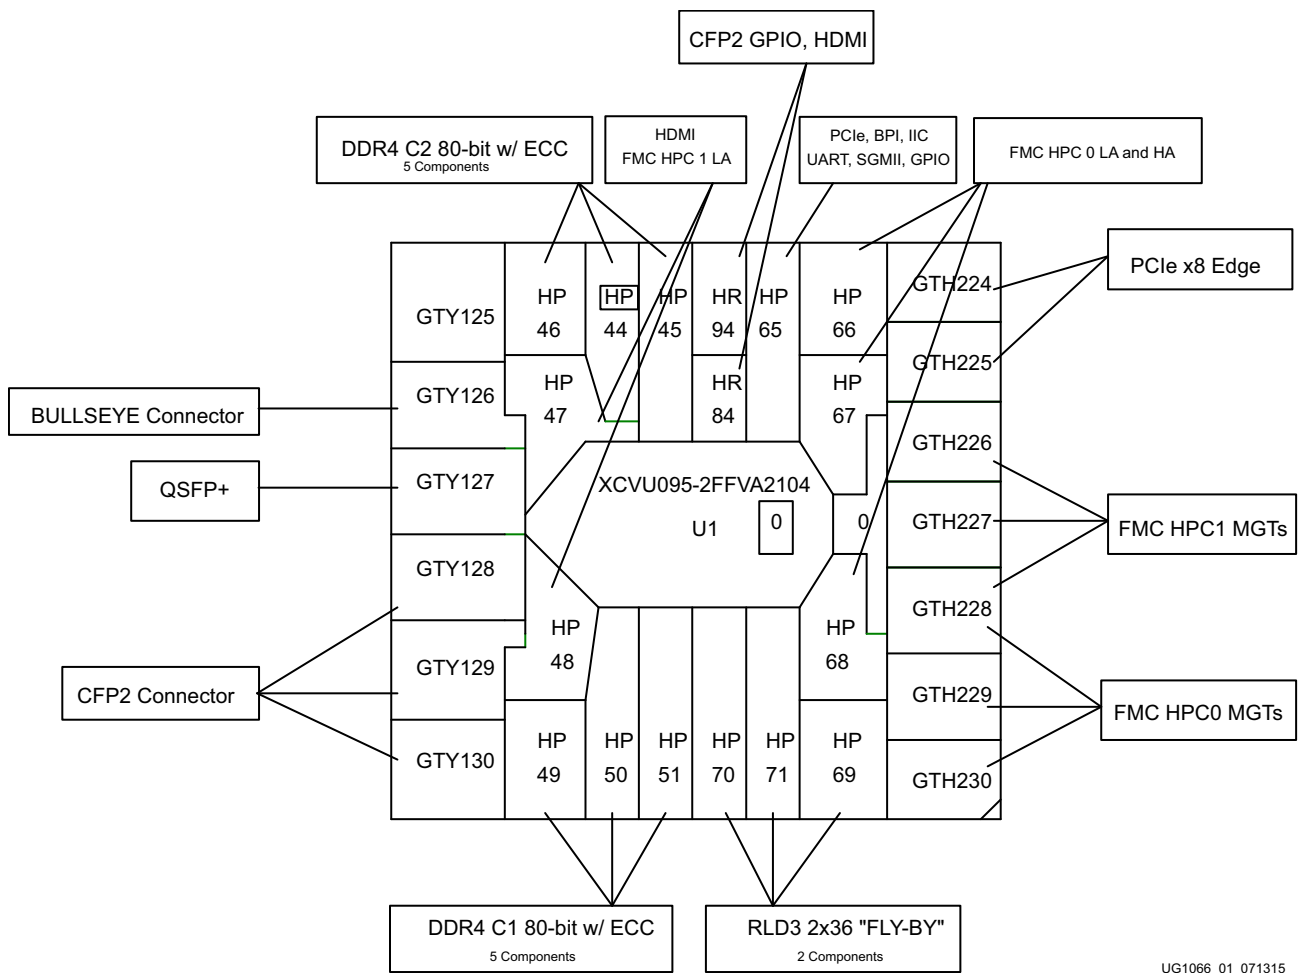 CFP2 GPIO, HDMI
DDR4 C2 80-bit w/ ECC
5 Components
HDMI
FMC HPC 1 LA
PCIe, BPI, IIC
UART, SGMII, GPIO
FMC HPC 0 LA and HA
PCIe x8 Edge
BULLSEYE Connector
QSFP+
CFP2 Connector
GTY125
GTY126
GTY127
GTY128
GTY129
GTY130
HP
46
HP
44
HP
45
HR
94
HP
65
HP
66
HP
47
HR
84
HP
67
XCVU095-2FFVA2104
U1
0
0
HP
48
HP
68
HP
49
HP
50
HP
51
HP
70
HP
71
HP
69
GTH224
GTH225
GTH226
GTH227
GTH228
GTH229
GTH230
FMC HPC1 MGTs
FMC HPC0 MGTs
DDR4 C1 80-bit w/ ECC
5 Components
RLD3 2x36 "FLY-BY"
2 Components
UG1066_01_071315